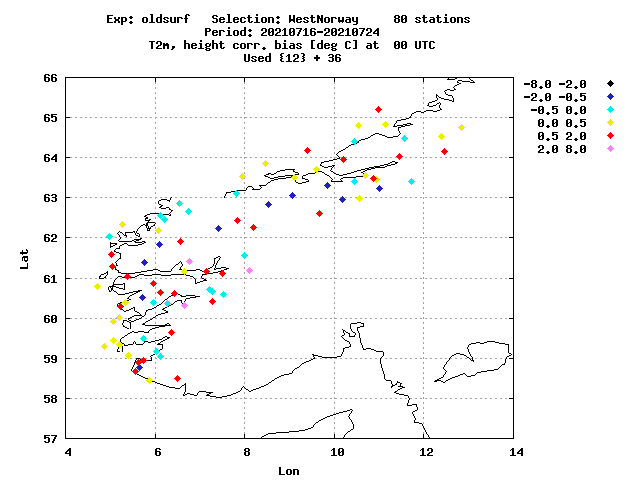 Exp: oldsurf   Selection: WestNorway     80 stations
Period: 20210716-20210724
T2m, height corr. bias [deg C] at  00 UTC
Used {12} + 36
-8.0 -2.0
-2.0 -0.5
-0.5 0.0
0.0 0.5
0.5 2.0
2.0 8.0
66
65
64
63
62
61
60
59
58
57
Lat
4 6 8 10 12 14
Lon